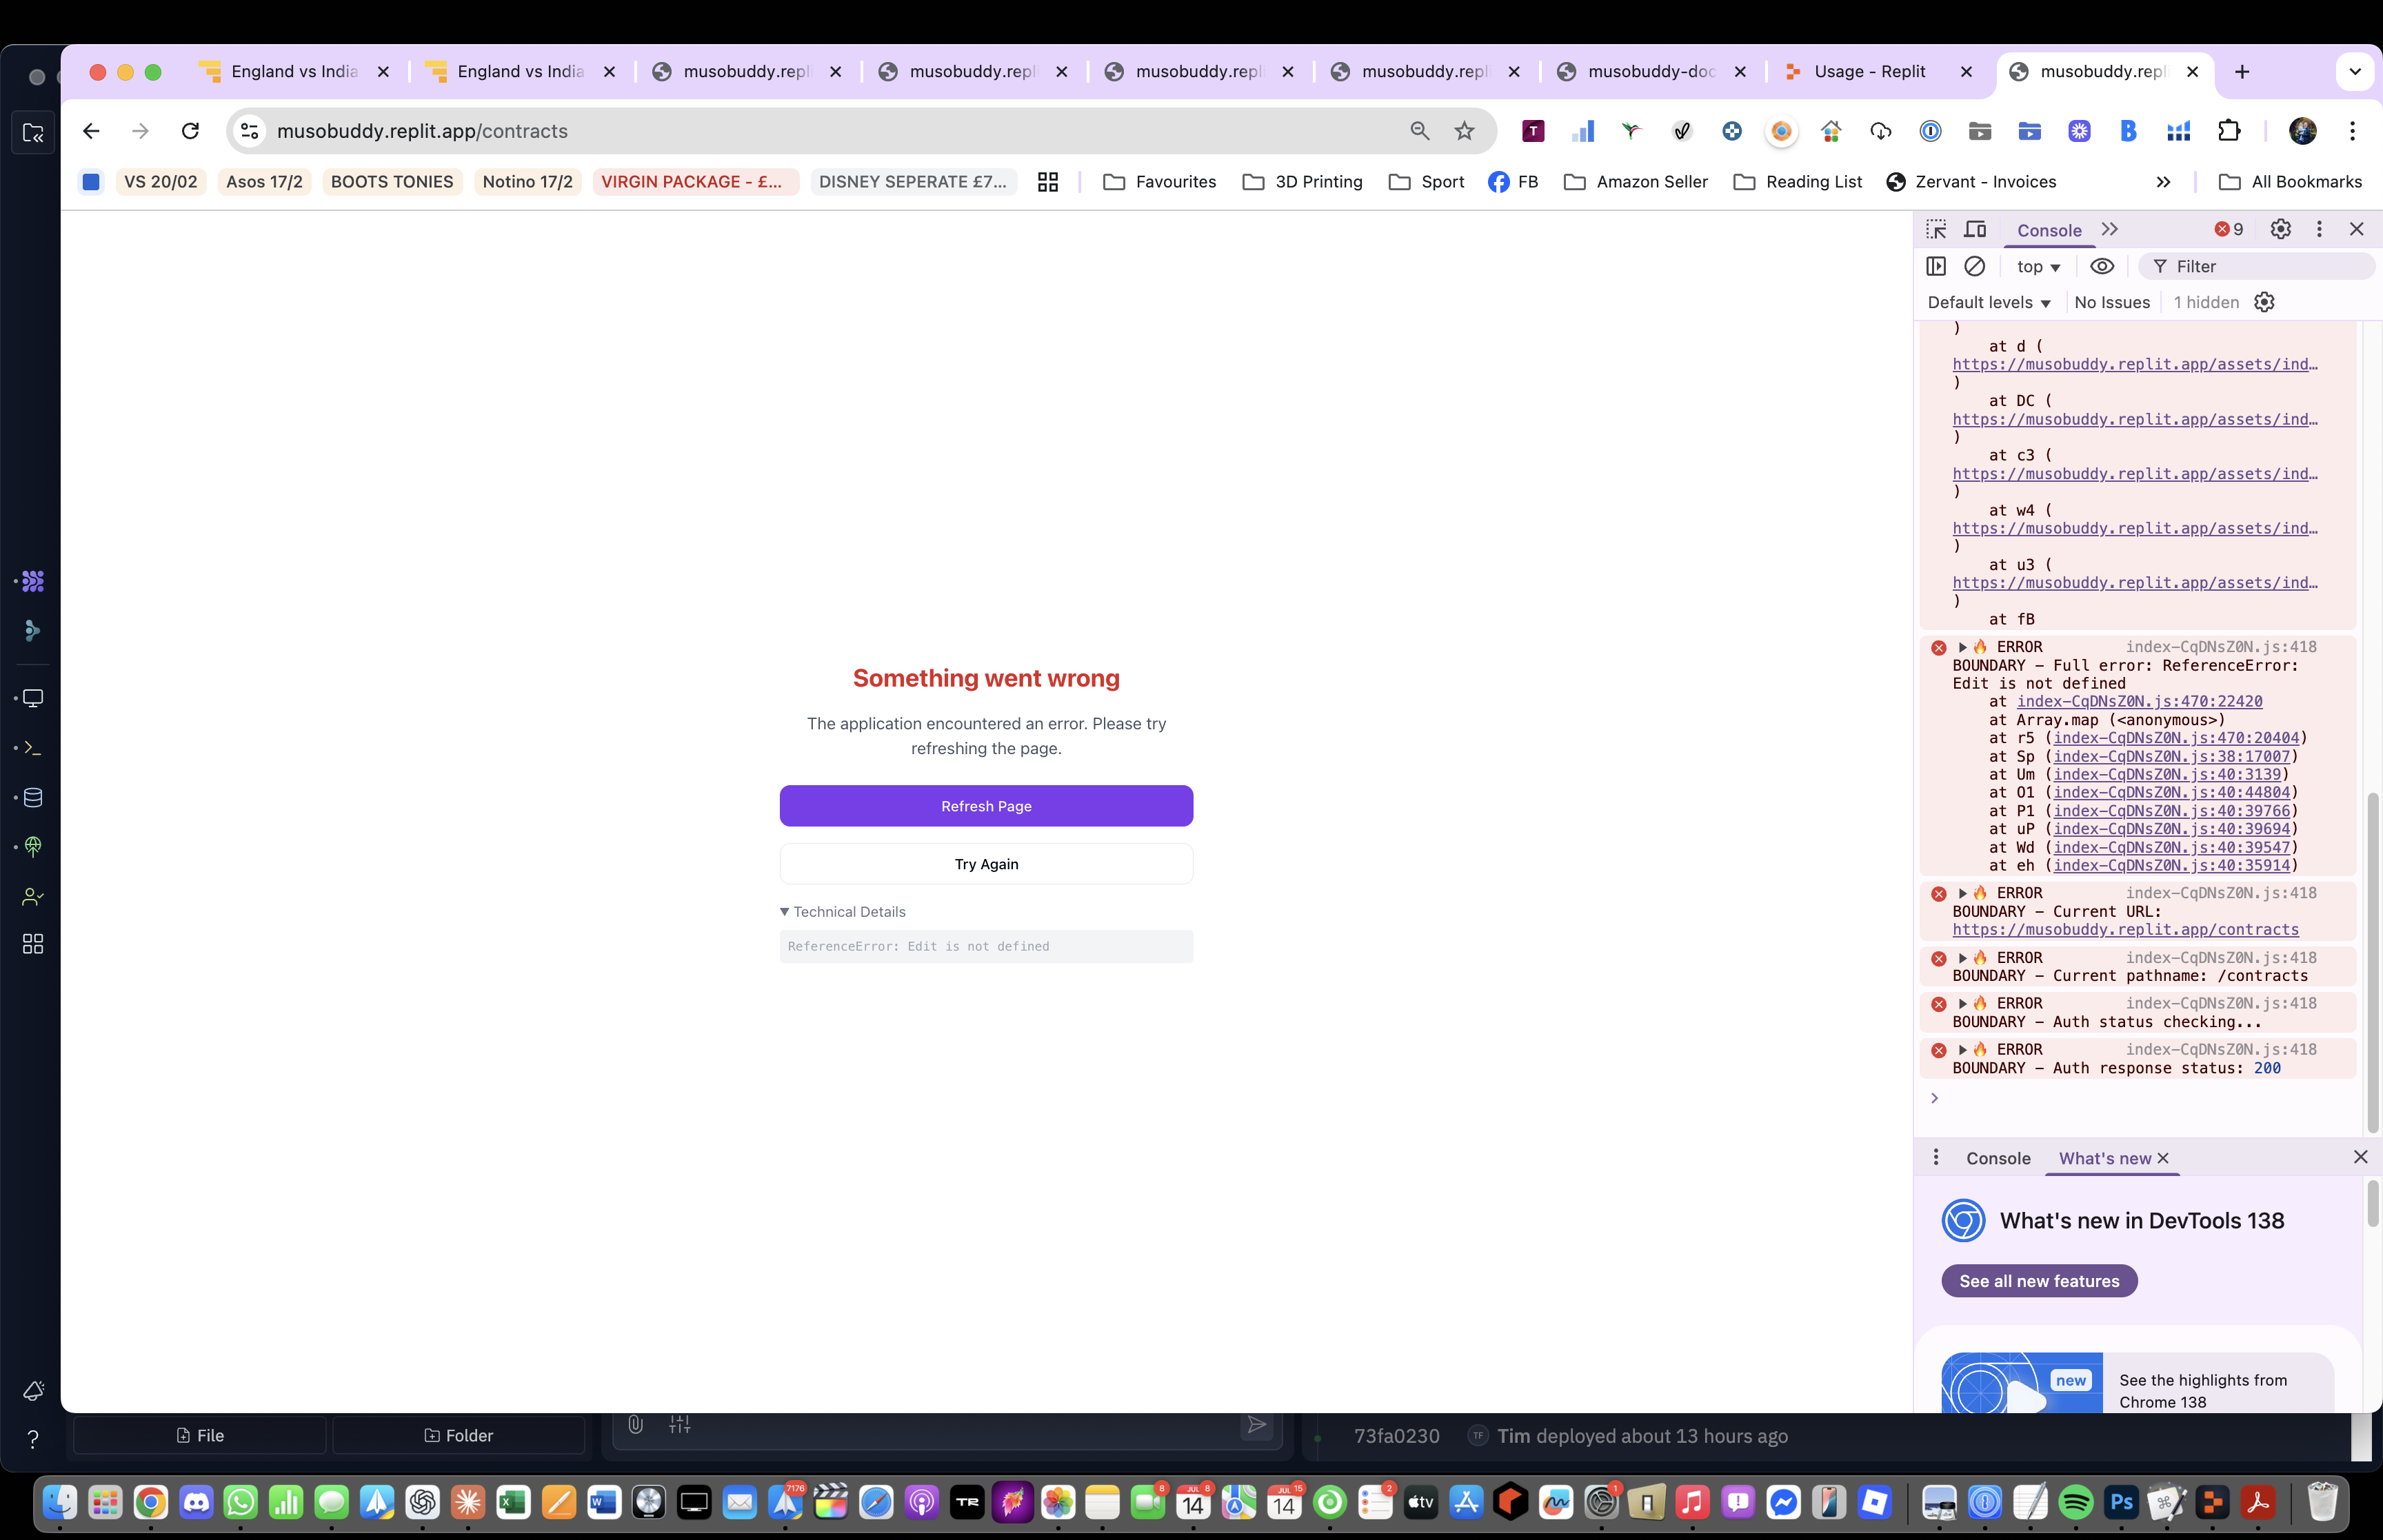 England vs India
England vs India
musobuddy.repl
musobuddy.repl
musobuddy.repl
musobuddy.repl
musobuddy-doc
Usage - Replit
musobuddy.repl
musobuddy.replit.app/contracts
VS 20/02
Asos 17/2
BOOTS TONIES
Notino 17/2
VIRGIN PACKAGE - £...
DISNEY SEPERATE £7...
Favourites
3D Printing
Sport
FB
Amazon Seller
Reading List
Zervant - Invoices
All Bookmarks
Something went wrong
The application encountered an error. Please try
refreshing the page.
Refresh Page
Try Again
▼ Technical Details
ReferenceError: Edit is not defined
Console
9
top ▼
Filter
Default levels ▼
No Issues
1 hidden
)
at d (
https://musobuddy.replit.app/assets/ind…
)
at DC (
https://musobuddy.replit.app/assets/ind…
)
at c3 (
https://musobuddy.replit.app/assets/ind…
)
at w4 (
https://musobuddy.replit.app/assets/ind…
)
at u3 (
https://musobuddy.replit.app/assets/ind…
)
at fB
▶🔥 ERROR index-CqDNsZ0N.js:418
BOUNDARY – Full error: ReferenceError:
Edit is not defined
at index-CqDNsZ0N.js:470:22420
at Array.map (<anonymous>)
at r5 (index-CqDNsZ0N.js:470:20404)
at Sp (index-CqDNsZ0N.js:38:17007)
at Um (index-CqDNsZ0N.js:40:3139)
at O1 (index-CqDNsZ0N.js:40:44804)
at P1 (index-CqDNsZ0N.js:40:39766)
at uP (index-CqDNsZ0N.js:40:39694)
at Wd (index-CqDNsZ0N.js:40:39547)
at eh (index-CqDNsZ0N.js:40:35914)
▶🔥 ERROR index-CqDNsZ0N.js:418
BOUNDARY – Current URL:
https://musobuddy.replit.app/contracts
▶🔥 ERROR index-CqDNsZ0N.js:418
BOUNDARY – Current pathname: /contracts
▶🔥 ERROR index-CqDNsZ0N.js:418
BOUNDARY – Auth status checking...
▶🔥 ERROR index-CqDNsZ0N.js:418
BOUNDARY – Auth response status: 200
Console
What's new
What's new in DevTools 138
See all new features
new
See the highlights from
Chrome 138
File
Folder
73fa0230
TF
Tim deployed about 13 hours ago
7176
TR
8
JUL 8
14
JUL 15
14
2
tv
1
Ps